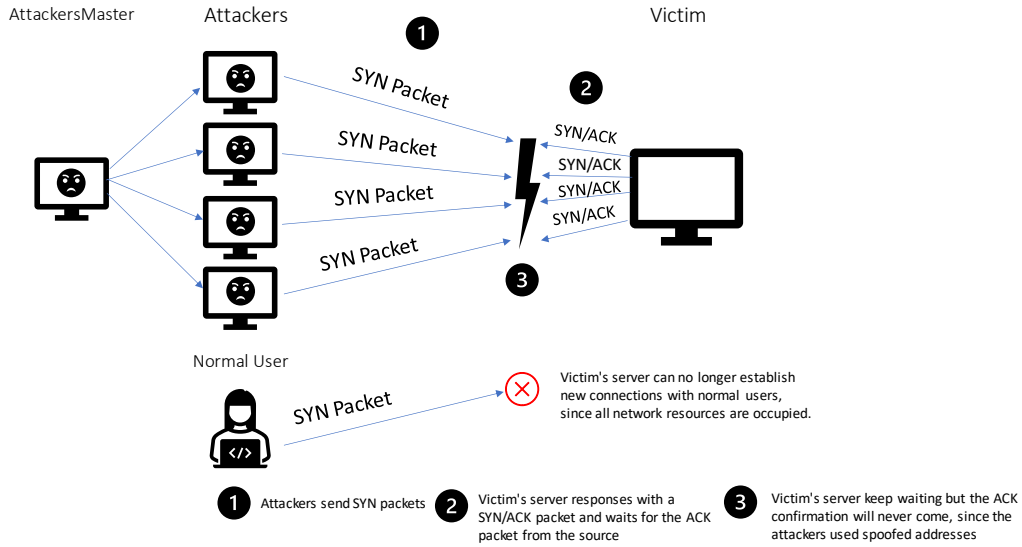 AttackersMaster
Attackers
Victim
1
SYN Packet
2
SYN/ACK
SYN Packet
SYN/ACK
SYN Packet
SYN/ACK
SYN/ACK
SYN Packet
3
Normal User
SYN Packet
</>
Victim's server can no longer establish
new connections with normal users,
since all network resources are occupied.
1
Attackers send SYN packets
2
Victim's server responses with a
SYN/ACK packet and waits for the ACK
packet from the source
3
Victim's server keep waiting but the ACK
confirmation will never come, since the
attackers used spoofed addresses